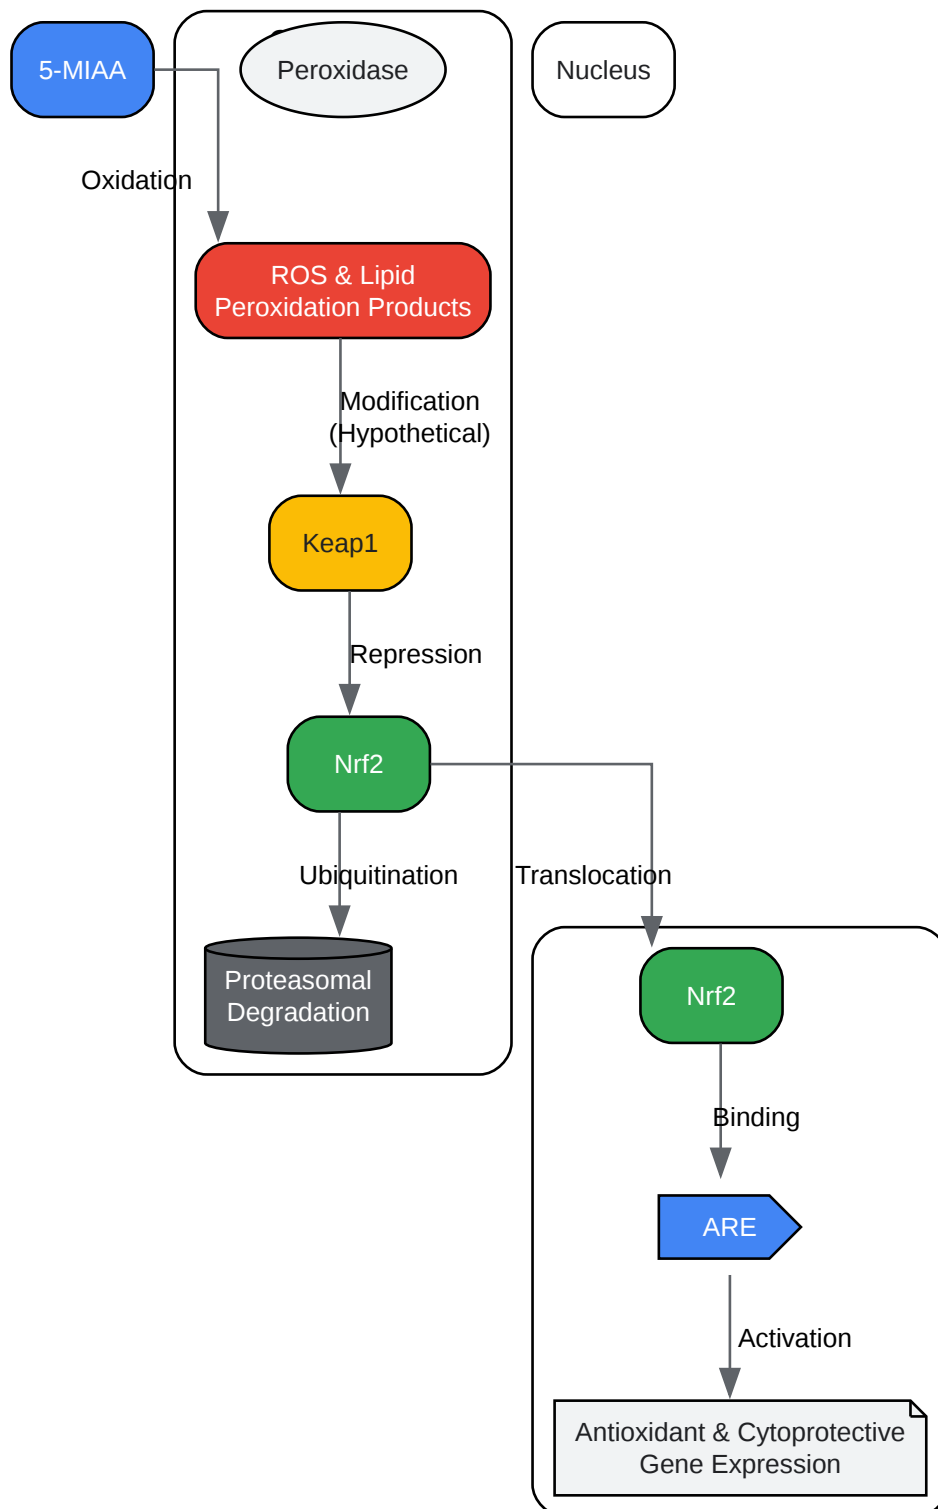 5-MIAA
Peroxidase
Nucleus
Oxidation
ROS & Lipid
Peroxidation Products
Modification
(Hypothetical)
Keap1
Repression
Nrf2
Ubiquitination
Translocation
Proteasomal
Degradation
Nrf2
Binding
ARE
Activation
Antioxidant & Cytoprotective
Gene Expression